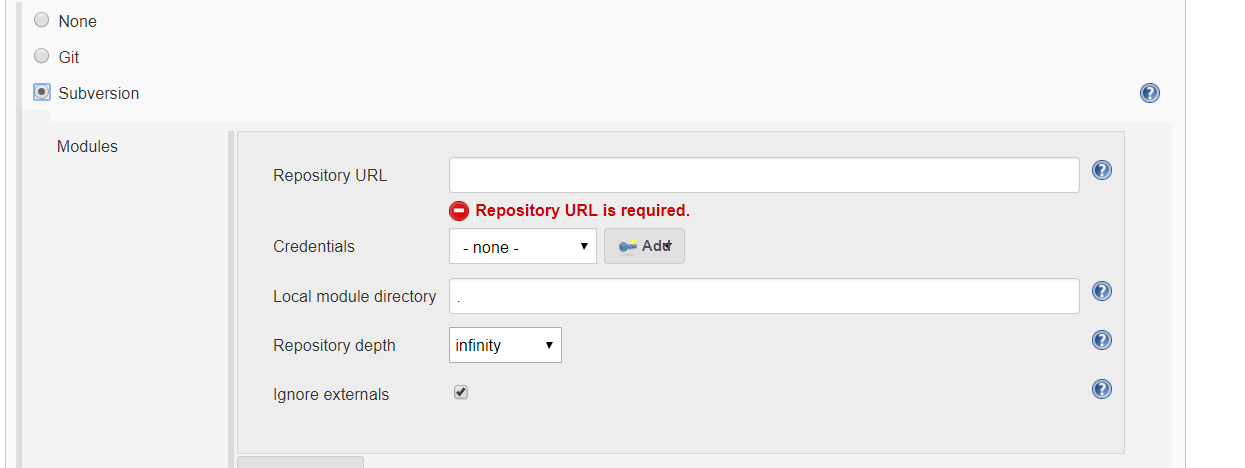 None
Git
Subversion
Modules
Repository URL
Repository URL is required.
Credentials - none - Add
Local module directory .
Repository depth infinity
Ignore externals